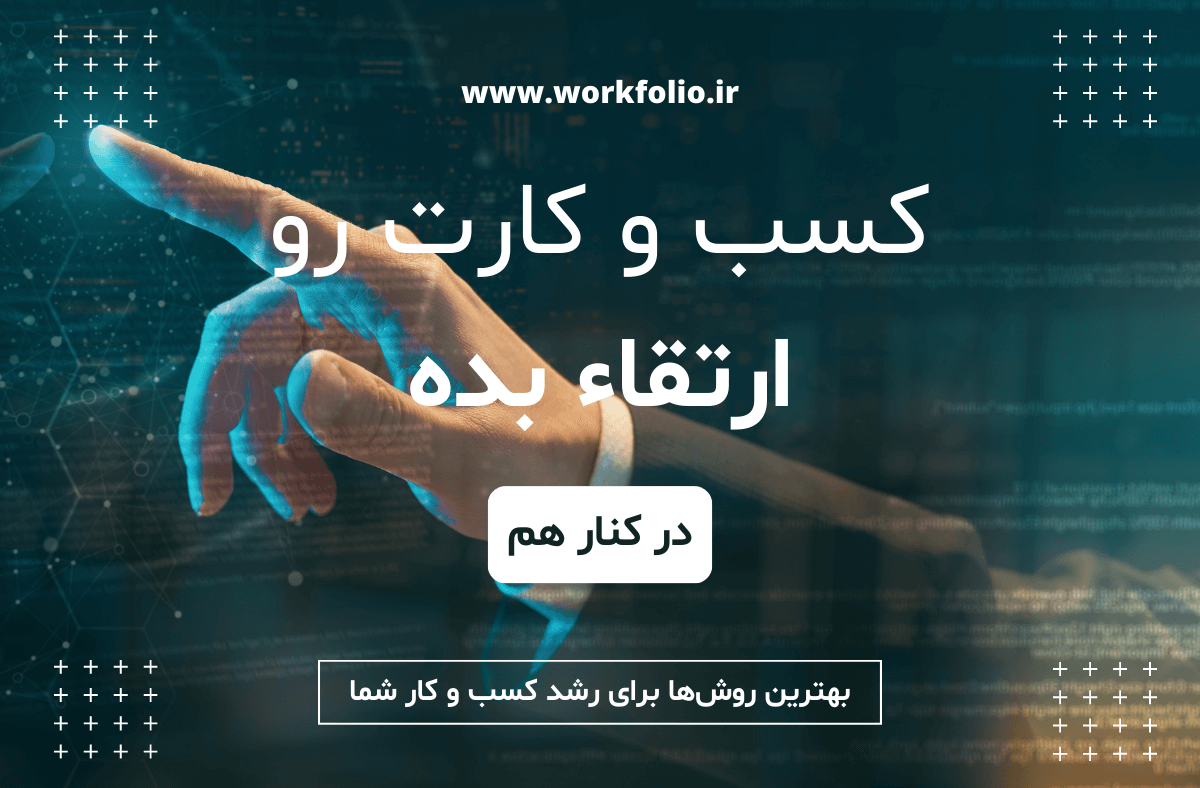 www.workfolio.ir
کسب و کارت رو
ارتقاء بده
در کنار هم
بهترین روش‌ها برای رشد کسب و کار شما